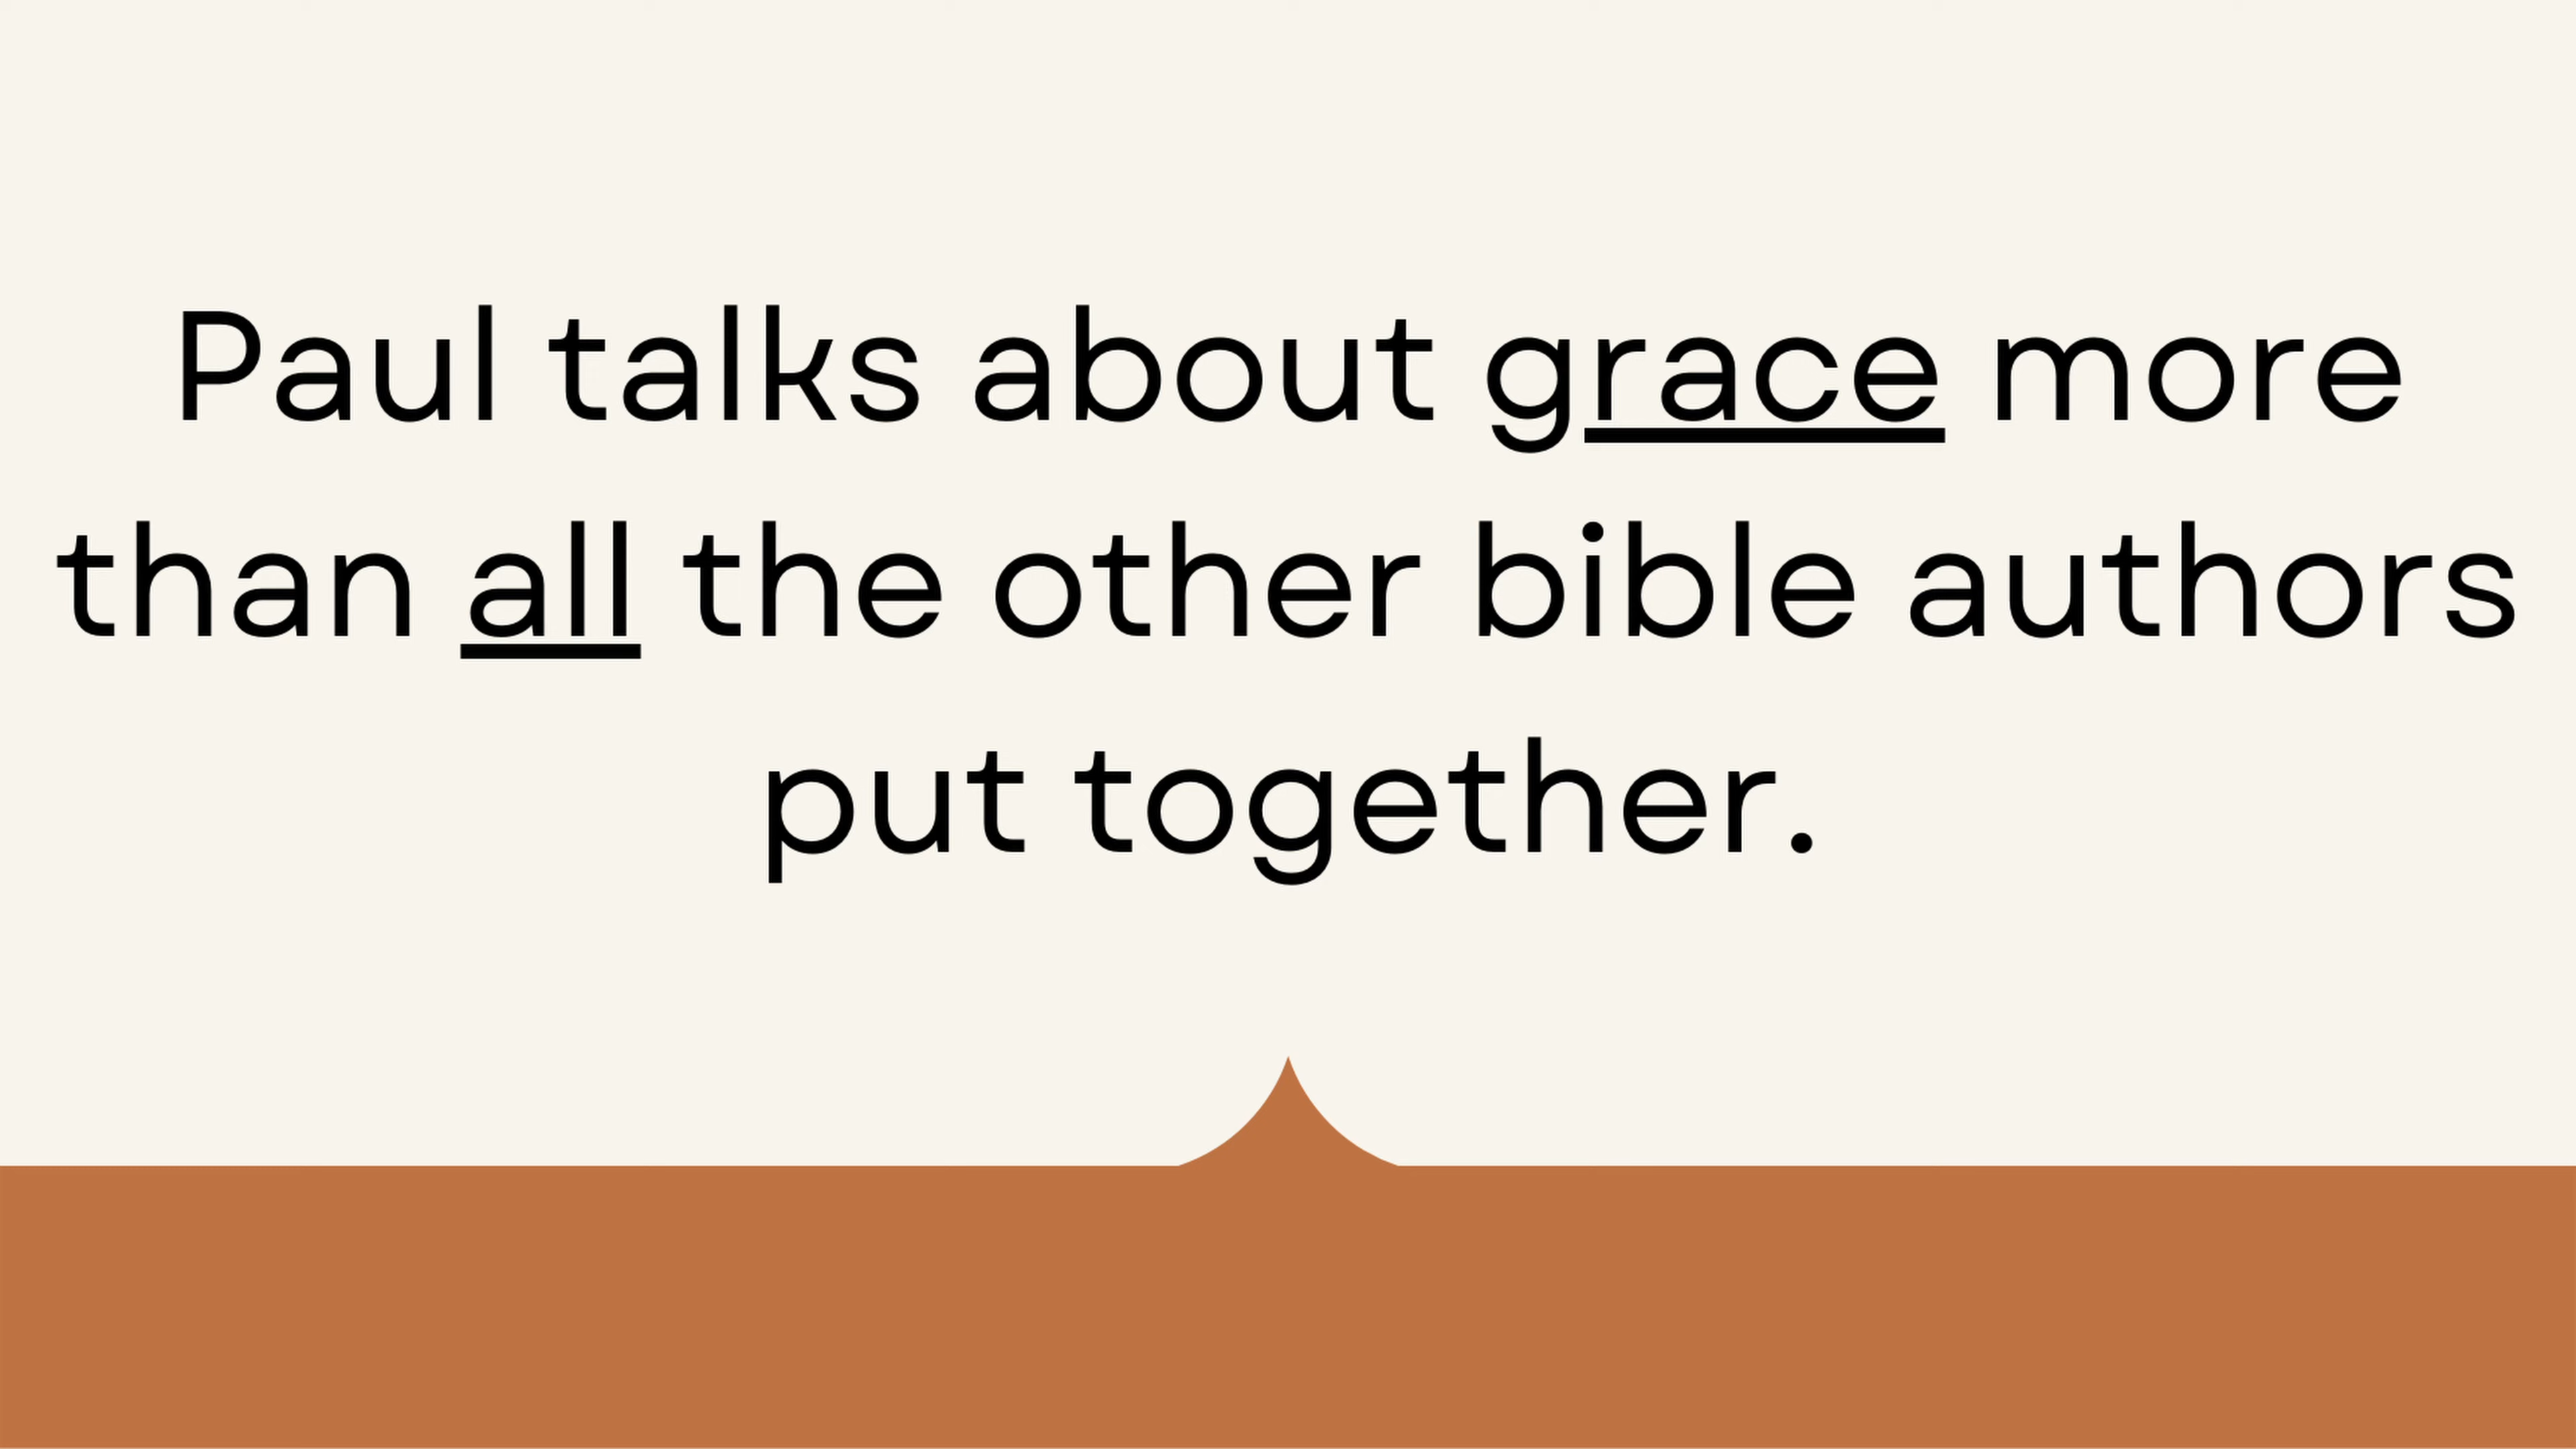 Paul talks about grace more
than all the other bible authors
put together.